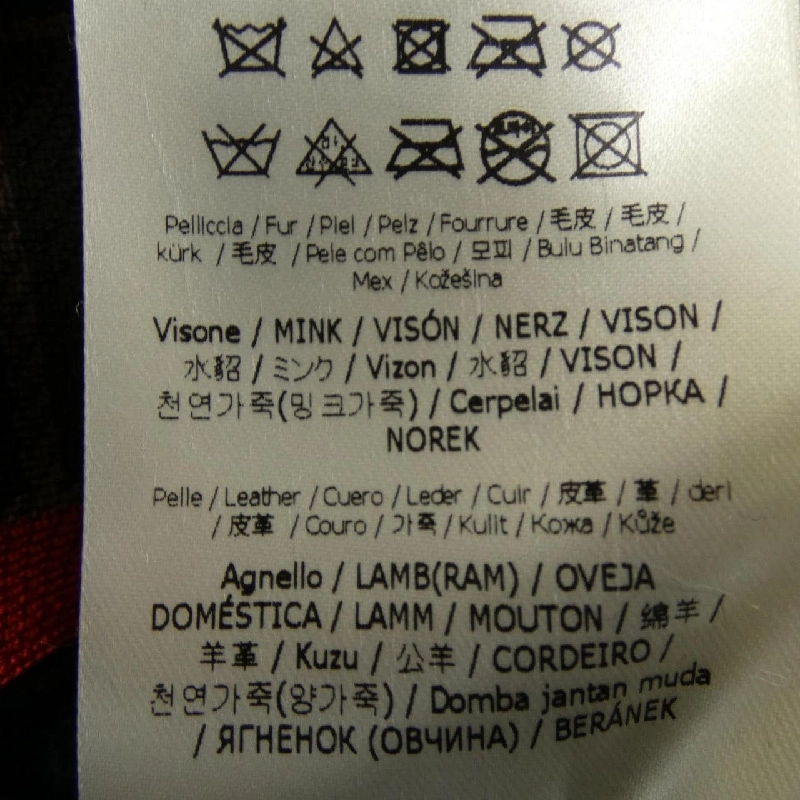 Pelliccia / Fur / Piel / Pelz / Fourrure / 毛皮 / 毛皮 /
kürk / 毛皮 / Pele com Pêlo / 모피 / Bulu Binatang /
Mex / Kožešina
Visone / MINK / VISÓN / NERZ / VISON /
水貂 / ミンク / Vizon / 水貂 / VISON /
천연가죽(밍크가죽) / Cerpelai / НОРКА /
NOREK
Pelle / Leather / Cuero / Leder / Cuir / 皮革 / 革 / deri
/ 皮革 / Couro / 가죽 / Kulit / Кожа / Kůže
Agnello / LAMB(RAM) / OVEJA
DOMÉSTICA / LAMM / MOUTON / 綿羊 /
羊革 / Kuzu / 公羊 / CORDEIRO /
천연가죽(양가죽) / Domba jantan muda
/ ЯГНЕНОК (ОВЧИНА) / BERÁNEK